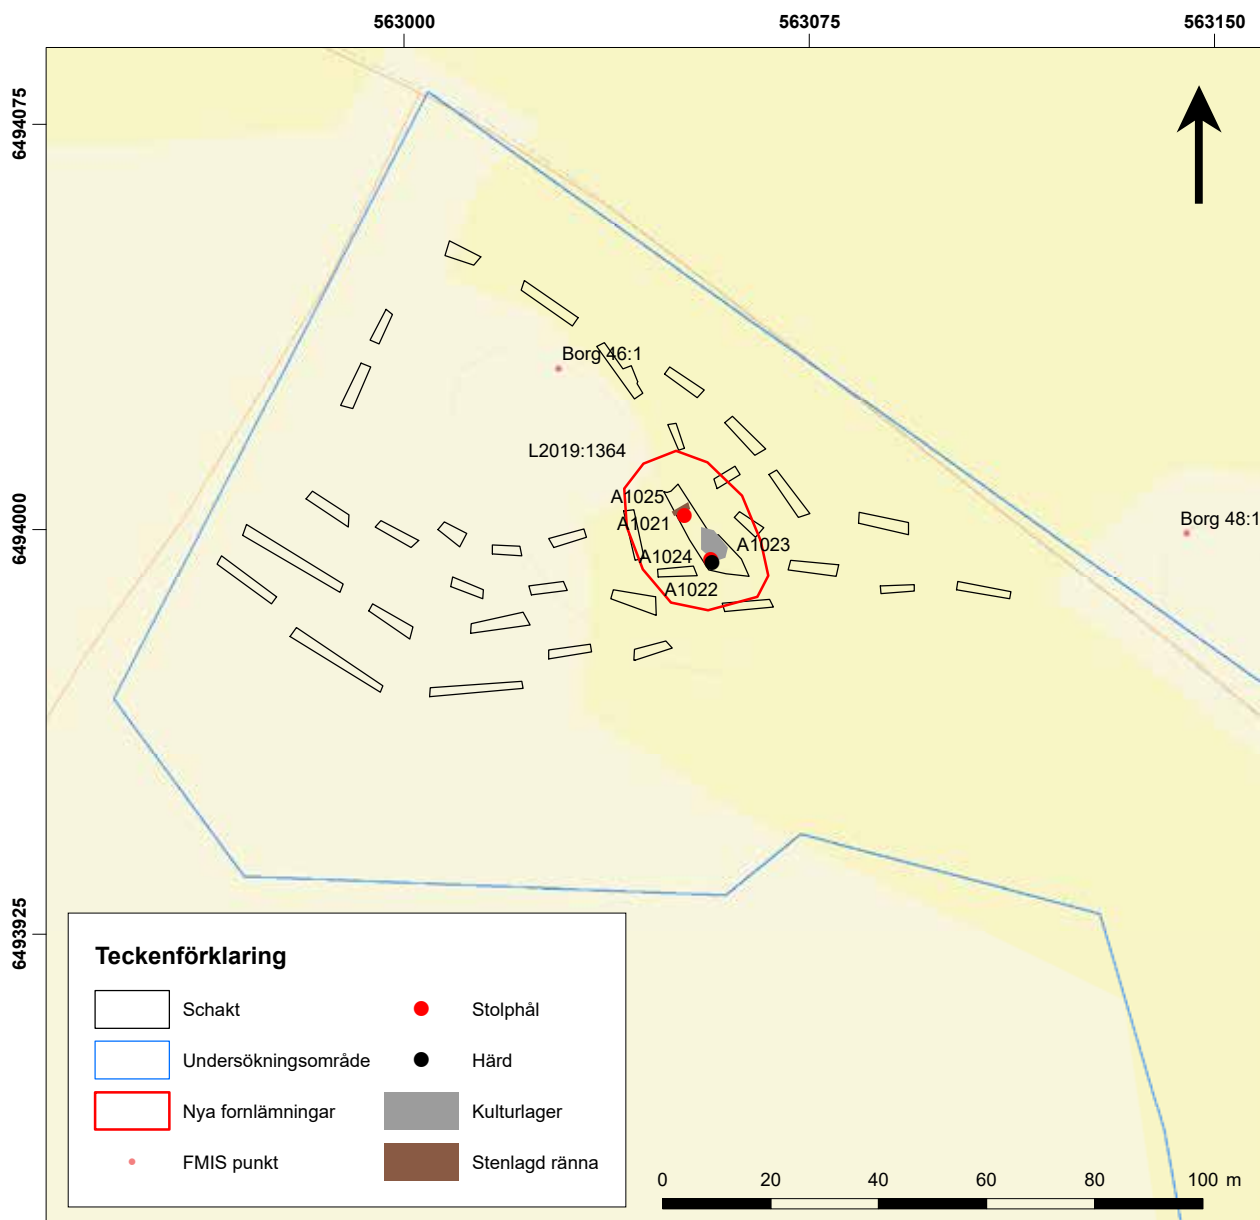 563000
563075
563150
6494075
6494000
6493925
Borg 46:1
L2019:1364
A1025
A1021
A1024
A1023
A1022
Borg 48:1
Teckenförklaring
Schakt
Undersökningsområde
Nya fornlämningar
FMIS punkt
Stolphål
Härd
Kulturlager
Stenlagd ränna
0 20 40 60 80 100 m